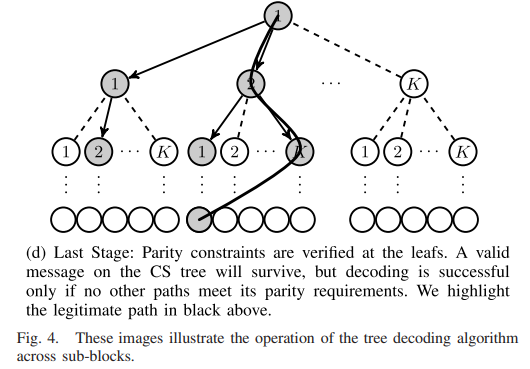 1
1 2 ··· K
1 2 ··· K 1 2 ··· K 1 2 ··· K
(d) Last Stage: Parity constraints are verified at the leafs. A valid
message on the CS tree will survive, but decoding is successful
only if no other paths meet its parity requirements. We highlight
the legitimate path in black above.
Fig. 4. These images illustrate the operation of the tree decoding algorithm
across sub-blocks.